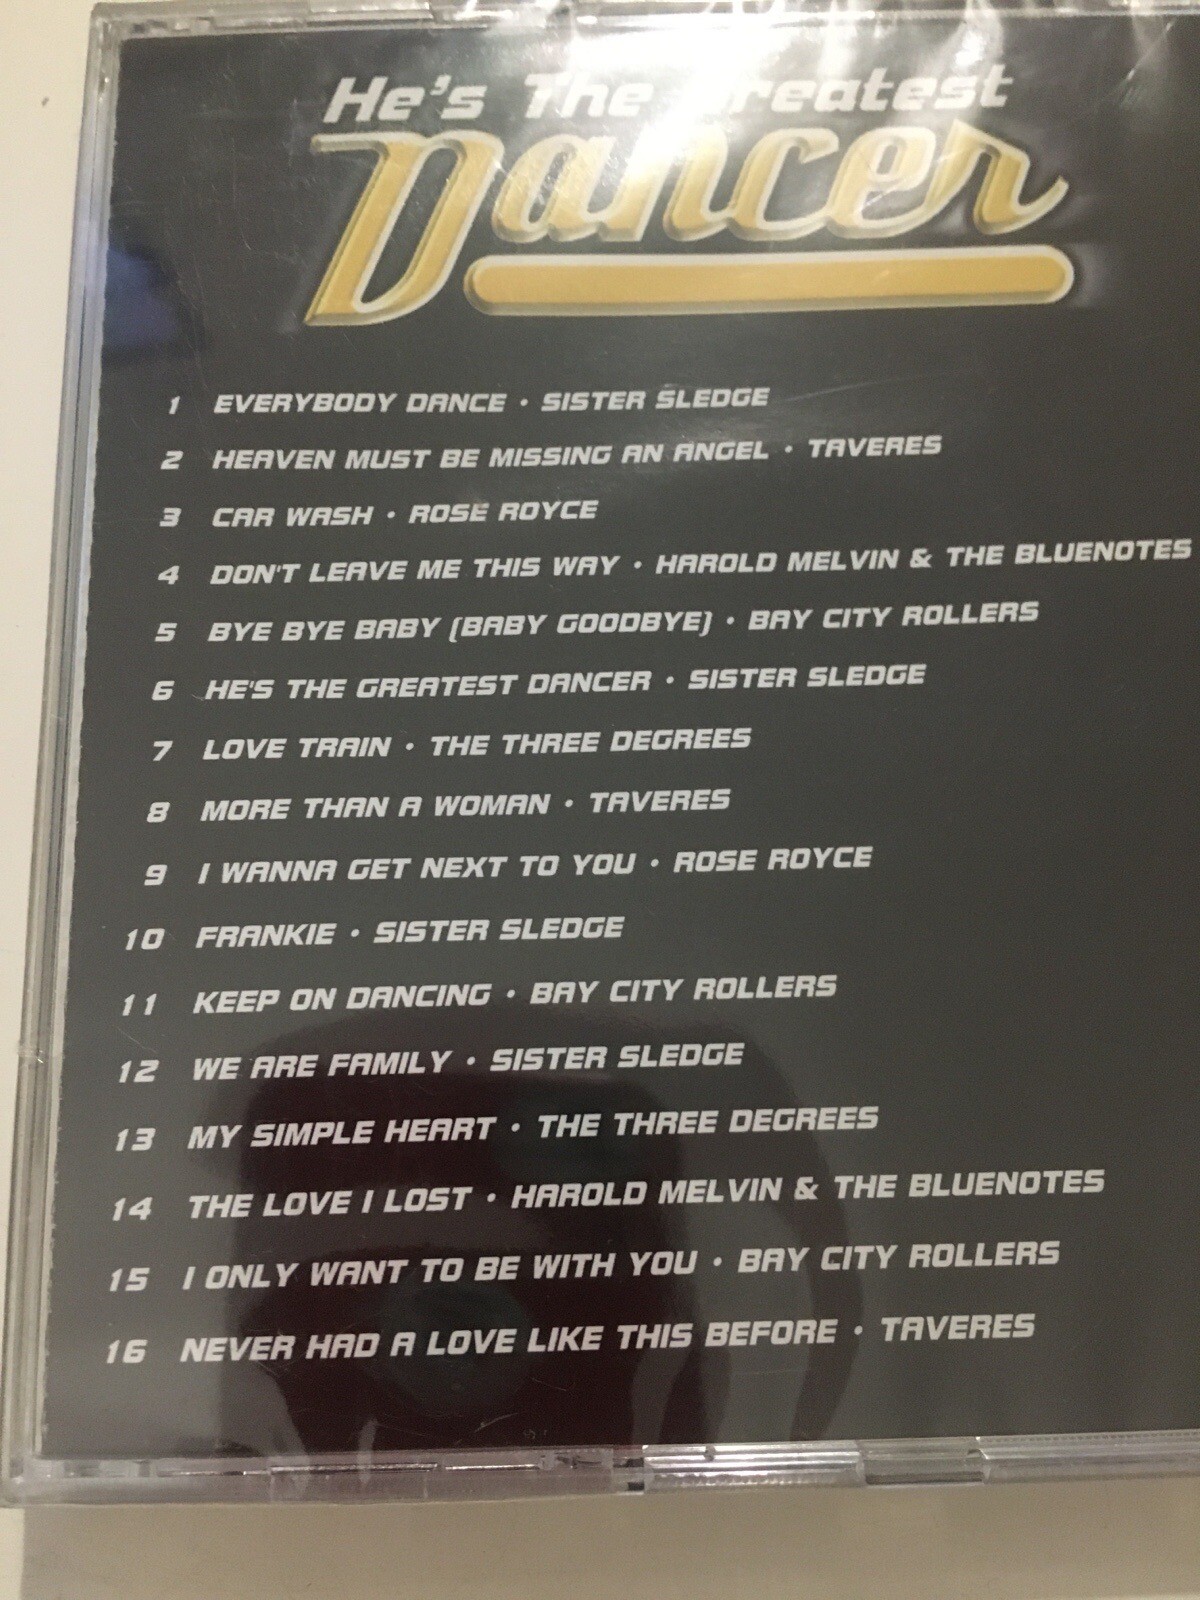 He's The Greatest
Dancer
1 EVERYBODY DANCE • SISTER SLEDGE
2 HEAVEN MUST BE MISSING AN ANGEL • TAVERES
3 CAR WASH • ROSE ROYCE
4 DON'T LEAVE ME THIS WAY • HAROLD MELVIN & THE BLUENOTES
5 BYE BYE BABY (BABY GOODBYE) • BAY CITY ROLLERS
6 HE'S THE GREATEST DANCER • SISTER SLEDGE
7 LOVE TRAIN • THE THREE DEGREES
8 MORE THAN A WOMAN • TAVERES
9 I WANNA GET NEXT TO YOU • ROSE ROYCE
10 FRANKIE • SISTER SLEDGE
11 KEEP ON DANCING • BAY CITY ROLLERS
12 WE ARE FAMILY • SISTER SLEDGE
13 MY SIMPLE HEART • THE THREE DEGREES
14 THE LOVE I LOST • HAROLD MELVIN & THE BLUENOTES
15 I ONLY WANT TO BE WITH YOU • BAY CITY ROLLERS
16 NEVER HAD A LOVE LIKE THIS BEFORE • TAVERES